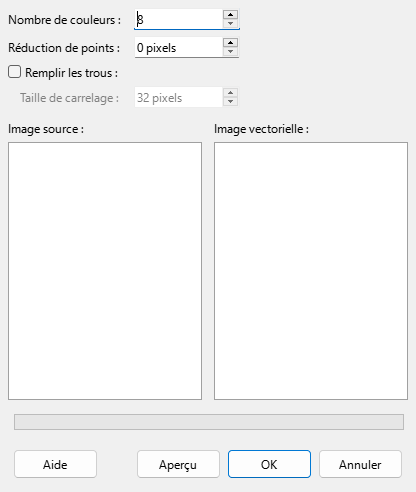 Nombre de couleurs : 8
Réduction de points : 0 pixels
Remplir les trous :
Taille de carrelage : 32 pixels
Image source : Image vectorielle :
Aide Aperçu OK Annuler